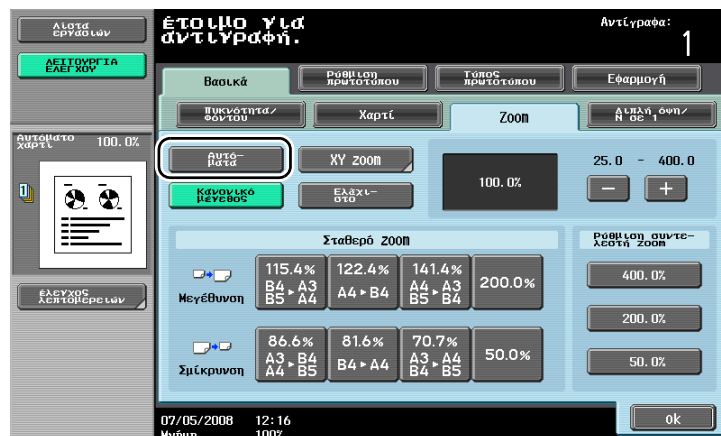 Λίστα
εργασιών
έτοιμο για
αντιγραφή.
Αντίγραφα:
1
ΛΕΙΤΟΥΡΓΙΑ
ΕΛΕΓΧΟΥ
Βασικά
Ρύθμιση
πρωτοτύπου
Τύπος
πρωτοτύπου
Εφαρμογή
Πυκνότητα/
Φόντου
Χαρτί
Zoom
Διπλή όψη/
Ν σε 1
Αυτόματο
χαρτί
100.0%
Αυτό-
ματα
XY zoom
100.0%
25.0 - 400.0
Κανονικό
μέγεθος
Ελάχι-
στο
− +
Σταθερό zoom
Ρύθμιση συντε-
λεστή zoom
Μεγέθυνση
115.4%
B4▸A3
B5▸A4
122.4%
A4▸B4
141.4%
A4▸A3
B5▸B4
200.0%
400.0%
έλεγχος
λεπτομερειών
200.0%
Σμίκρυνση
86.6%
A3▸B4
A4▸B5
81.6%
B4▸A4
70.7%
A3▸A4
B4▸B5
50.0%
50.0%
07/05/2008 12:16
Μνήμη 100%
ok